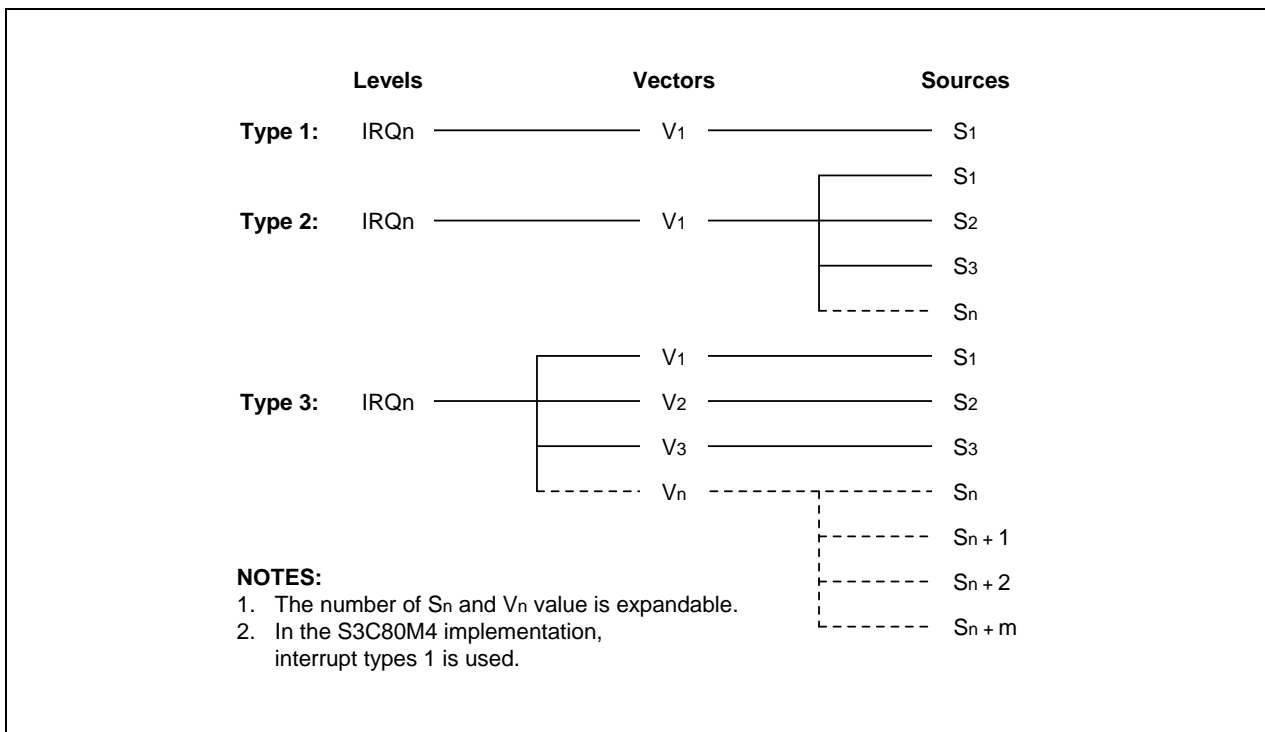 Levels Vectors Sources
Type 1: IRQn V1 S1
S1
Type 2: IRQn V1 S2
S3
Sn
V1 S1
Type 3: IRQn V2 S2
V3 S3
Vn Sn
Sn + 1
NOTES:
Sn + 2
1. The number of Sn and Vn value is expandable.
2. In the S3C80M4 implementation,
Sn + m
interrupt types 1 is used.